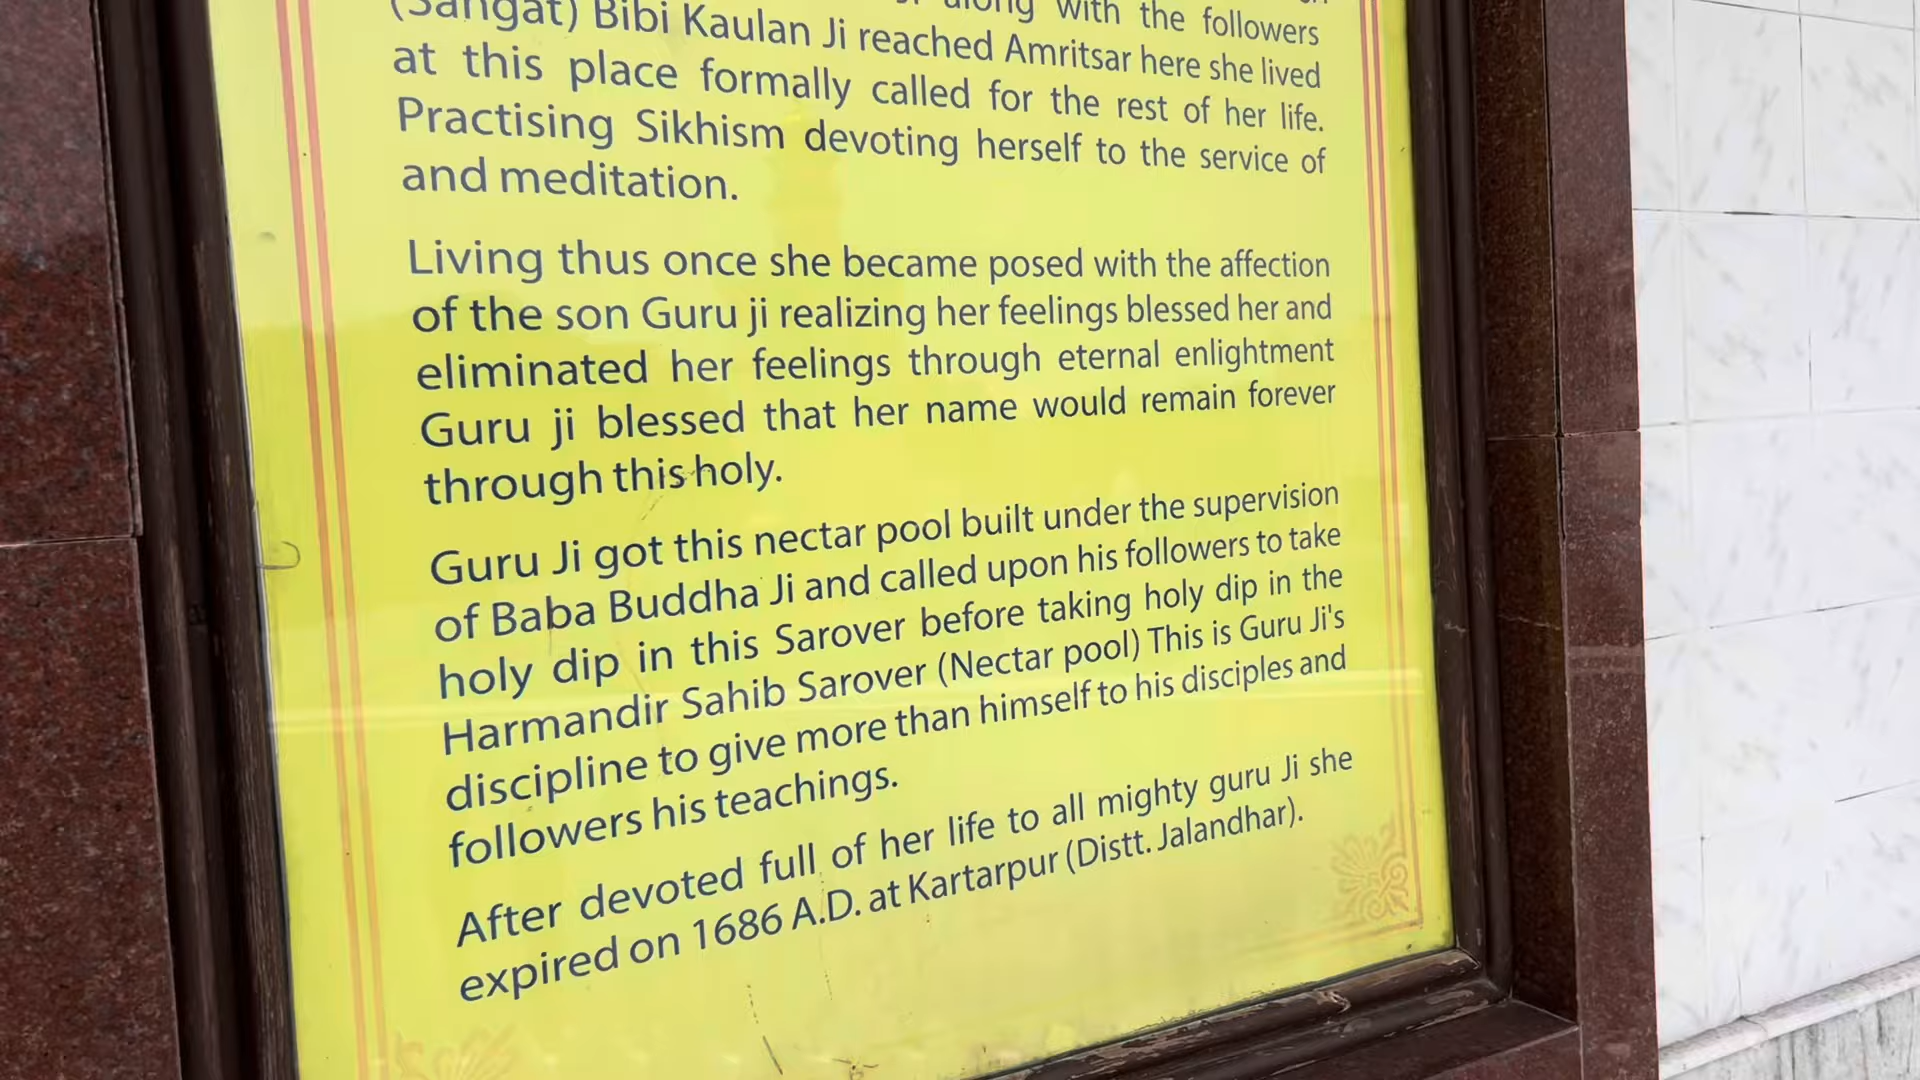 along with the followers
(Sangat) Bibi Kaulan Ji reached Amritsar here she lived
at this place formally called for the rest of her life.
Practising Sikhism devoting herself to the service of
and meditation.
Living thus once she became posed with the affection
of the son Guru ji realizing her feelings blessed her and
eliminated her feelings through eternal enlightment
Guru ji blessed that her name would remain forever
through this holy.
Guru Ji got this nectar pool built under the supervision
of Baba Buddha Ji and called upon his followers to take
holy dip in this Sarover before taking holy dip in the
Harmandir Sahib Sarover (Nectar pool) This is Guru Ji's
discipline to give more than himself to his disciples and
followers his teachings.
After devoted full of her life to all mighty guru Ji she
expired on 1686 A.D. at Kartarpur (Distt. Jalandhar).